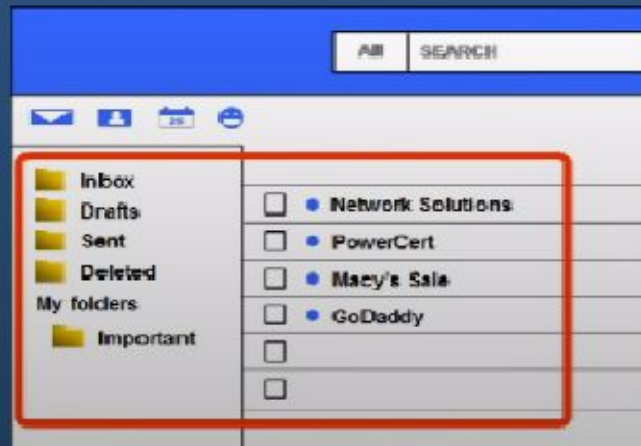 All SEARCH
Inbox
Drafts
Sent
Deleted
My folders
Important
Network Solutions
PowerCert
Macy's Sale
GoDaddy